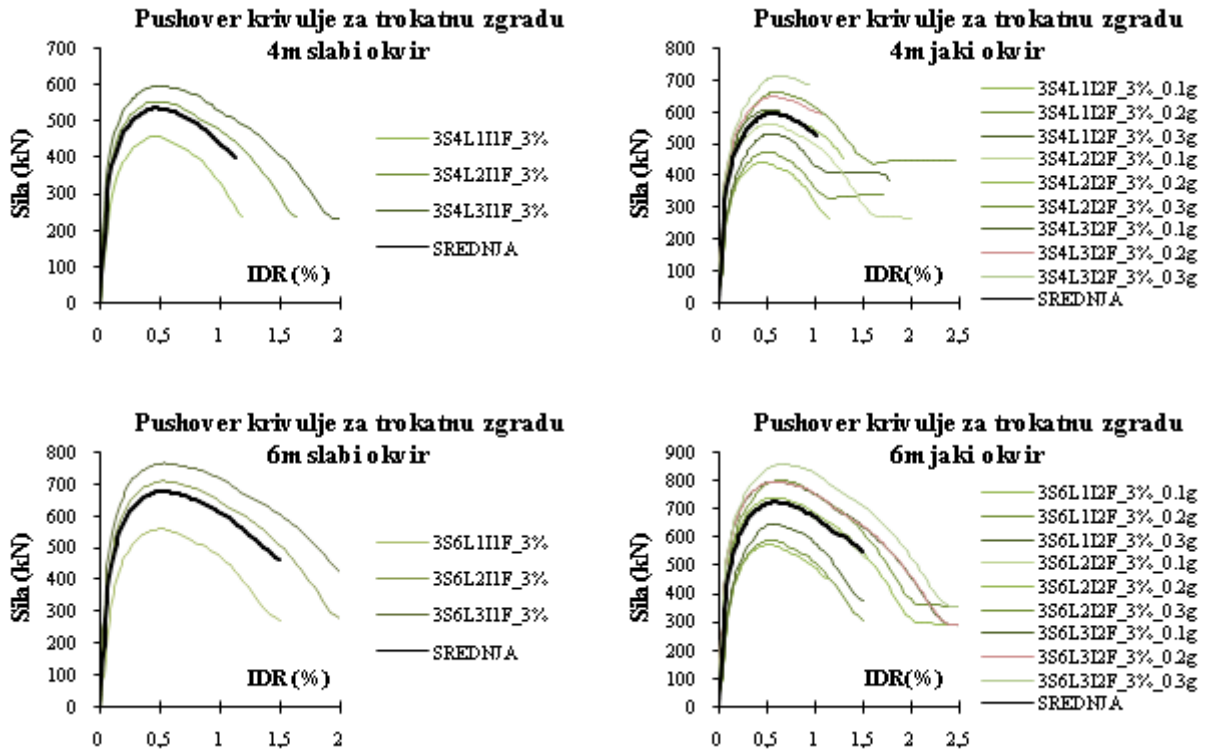 Pushover krivulje za trokatnu zgradu
4m slabi okvir
Sila (kN)
700
600
500
400
300
200
100
0
0 0,5 1 1,5 2
IDR (%)
3S4L1I1F_3%
3S4L2I1F_3%
3S4L3I1F_3%
SREDNJA
Pushover krivulje za trokatnu zgradu
4m jaki okvir
Sila (kN)
800
700
600
500
400
300
200
100
0
0 0,5 1 1,5 2 2,5
IDR(%)
3S4L1I2F_3%_0.1g
3S4L1I2F_3%_0.2g
3S4L1I2F_3%_0.3g
3S4L2I2F_3%_0.1g
3S4L2I2F_3%_0.2g
3S4L2I2F_3%_0.3g
3S4L3I2F_3%_0.1g
3S4L3I2F_3%_0.2g
3S4L3I2F_3%_0.3g
SREDNJA
Pushover krivulje za trokatnu zgradu
6m slabi okvir
Sila (kN)
800
700
600
500
400
300
200
100
0
0 0,5 1 1,5 2
IDR (%)
3S6L1I1F_3%
3S6L2I1F_3%
3S6L3I1F_3%
SREDNJA
Pushover krivulje za trokatnu zgradu
6m jaki okvir
Sila (kN)
900
800
700
600
500
400
300
200
100
0
0 0,5 1 1,5 2 2,5
IDR(%)
3S6L1I2F_3%_0.1g
3S6L1I2F_3%_0.2g
3S6L1I2F_3%_0.3g
3S6L2I2F_3%_0.1g
3S6L2I2F_3%_0.2g
3S6L2I2F_3%_0.3g
3S6L3I2F_3%_0.1g
3S6L3I2F_3%_0.2g
3S6L3I2F_3%_0.3g
SREDNJA